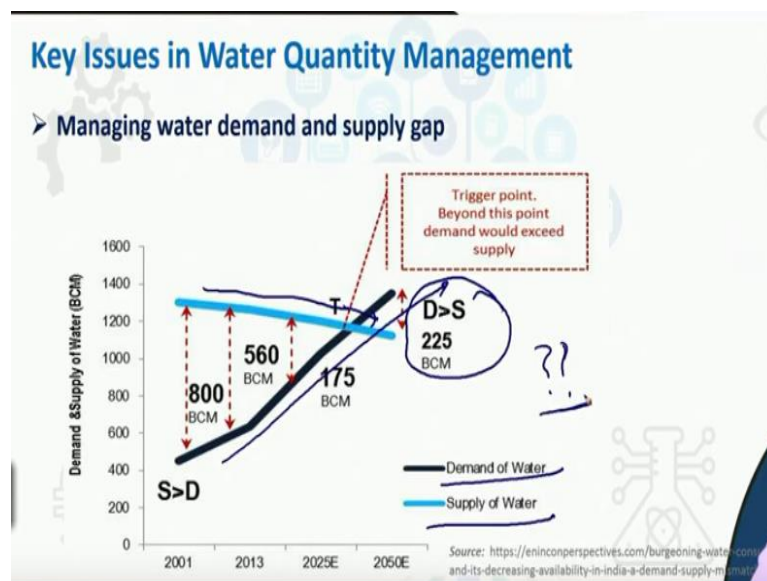 Key Issues in Water Quantity Management
➢ Managing water demand and supply gap
Trigger point.
Beyond this point
demand would exceed
supply
Demand &Supply of Water (BCM)
1600
1400
1200
1000
800
600
400
200
0
T
D>S
225
BCM
??
560
BCM
175
BCM
800
BCM
S>D
Demand of Water
Supply of Water
2001 2013 2025E 2050E
Source: https://eninconperspectives.com/burgeoning-water-cons
and-its-decreasing-availability-in-india-a-demand-supply-mismatc